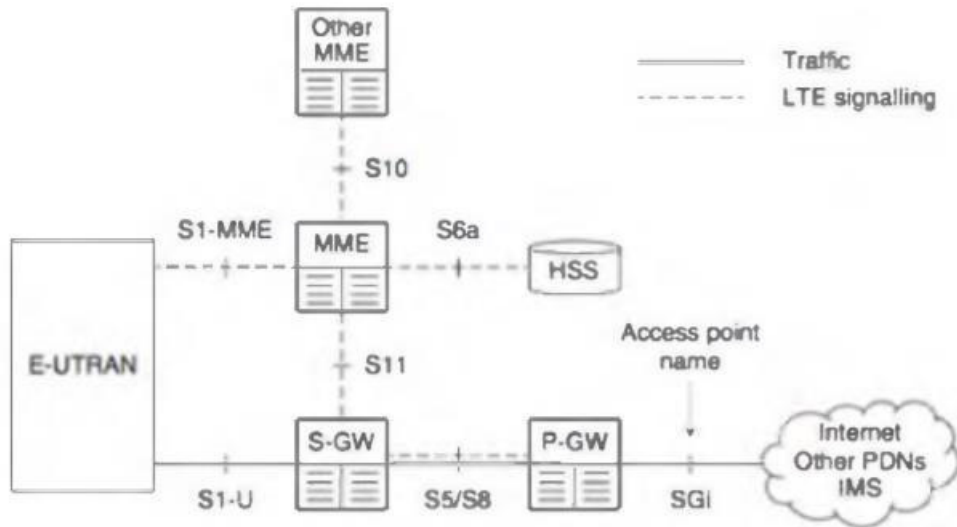 Other
MME
Traffic
LTE signalling
S10
S1-MME
MME
S6a
HSS
E-UTRAN
S11
Access point
name
S-GW
P-GW
Internet
Other PDNs
IMS
S1-U
S5/S8
SGi